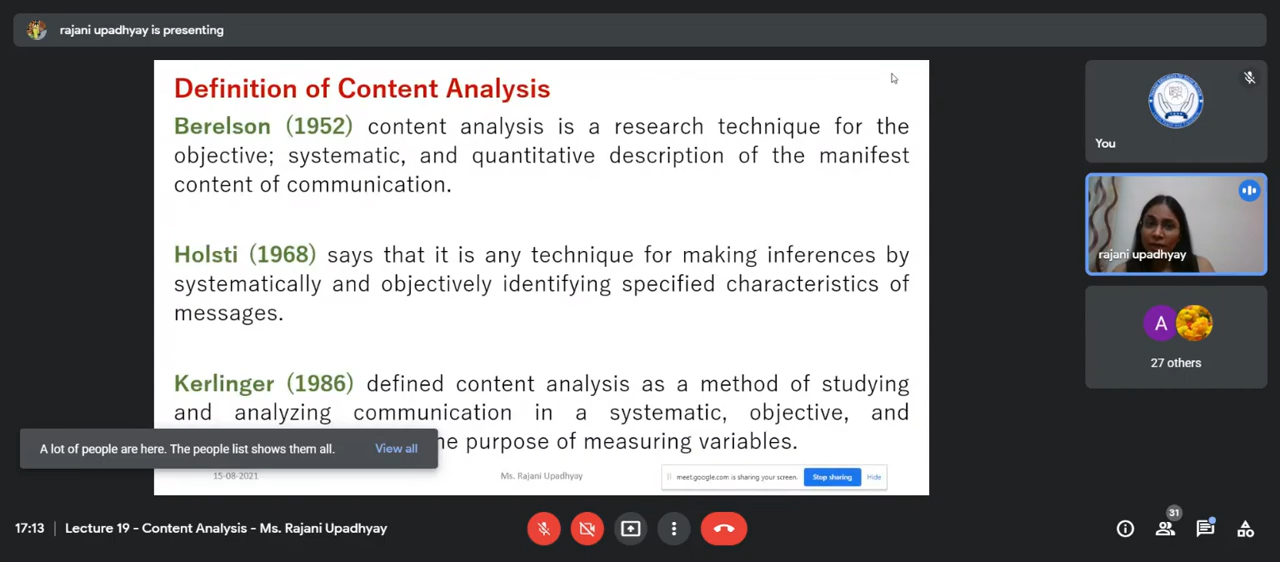 rajani upadhyay is presenting
Definition of Content Analysis
Berelson (1952) content analysis is a research technique for the
objective; systematic, and quantitative description of the manifest
content of communication.
Holsti (1968) says that it is any technique for making inferences by
systematically and objectively identifying specified characteristics of
messages.
Kerlinger (1986) defined content analysis as a method of studying
and analyzing communication in a systematic, objective, and
purpose of measuring variables.
A lot of people are here. The people list shows them all. View all
15-08-2021 Ms. Rajani Upadhyay
meet.google.com is sharing your screen. Stop sharing Hide
You
rajani upadhyay
A
27 others
17:13 Lecture 19 - Content Analysis - Ms. Rajani Upadhyay
31